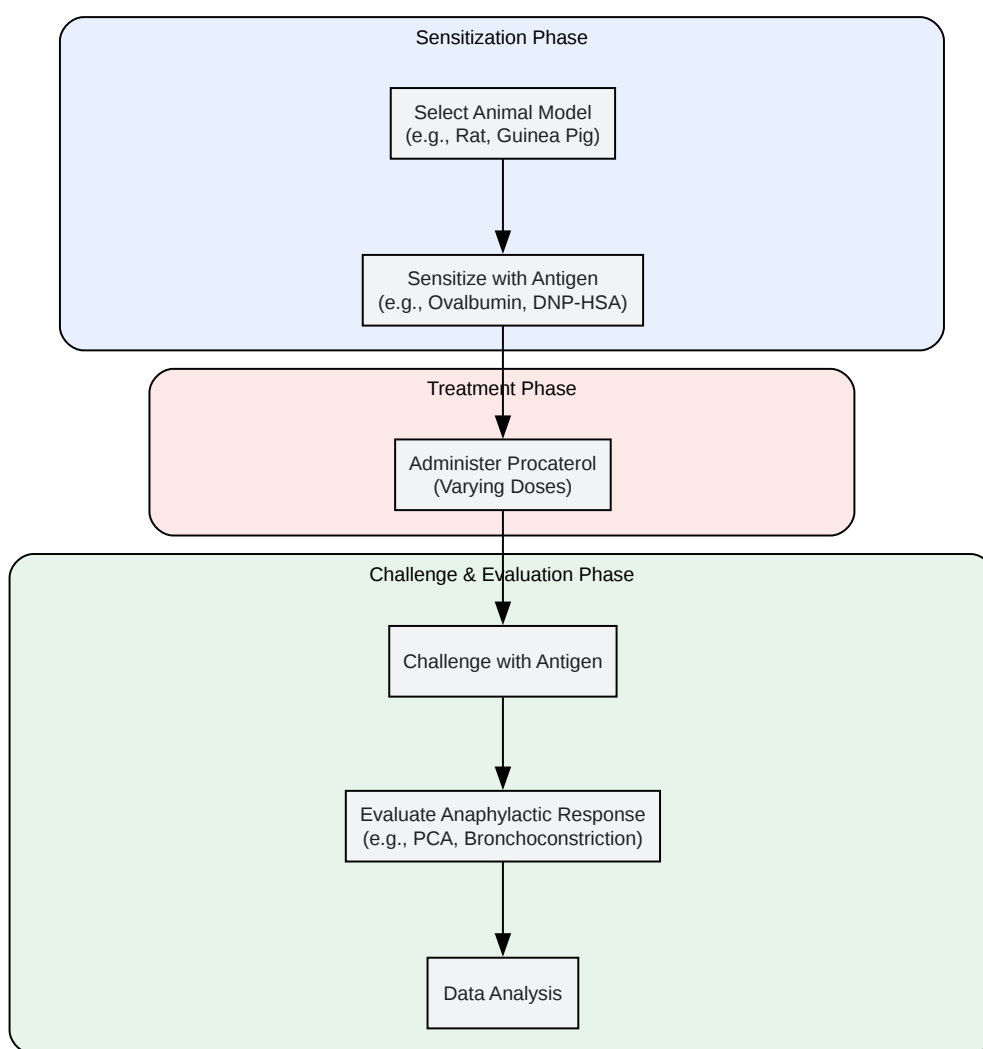 Sensitization Phase
Select Animal Model
(e.g., Rat, Guinea Pig)
Sensitize with Antigen
(e.g., Ovalbumin, DNP-HSA)
Treatment Phase
Administer Procaterol
(Varying Doses)
Challenge & Evaluation Phase
Challenge with Antigen
Evaluate Anaphylactic Response
(e.g., PCA, Bronchoconstriction)
Data Analysis